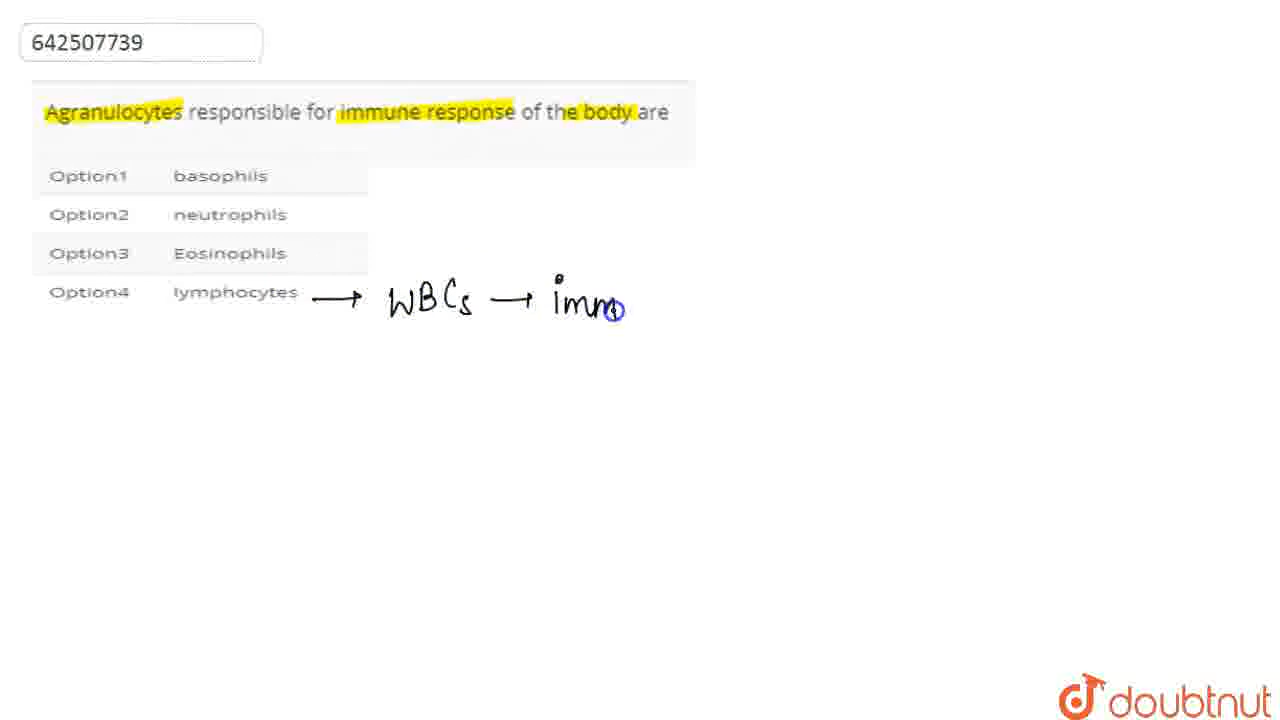 642507739
Agranulocytes responsible for immune response of the body are
Option1 basophils
Option2 neutrophils
Option3 Eosinophils
Option4 lymphocytes → WBCs → imm
doubtnut